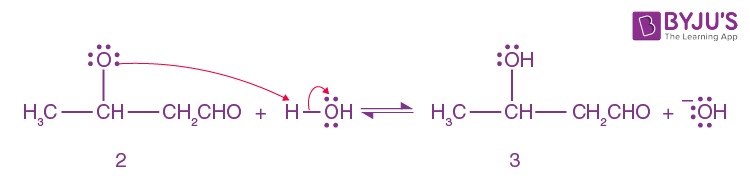 BYJU'S
The Learning App
O OH
H₃C CH CH₂CHO + H OH H₃C CH CH₂CHO + ⁻OH
2 3